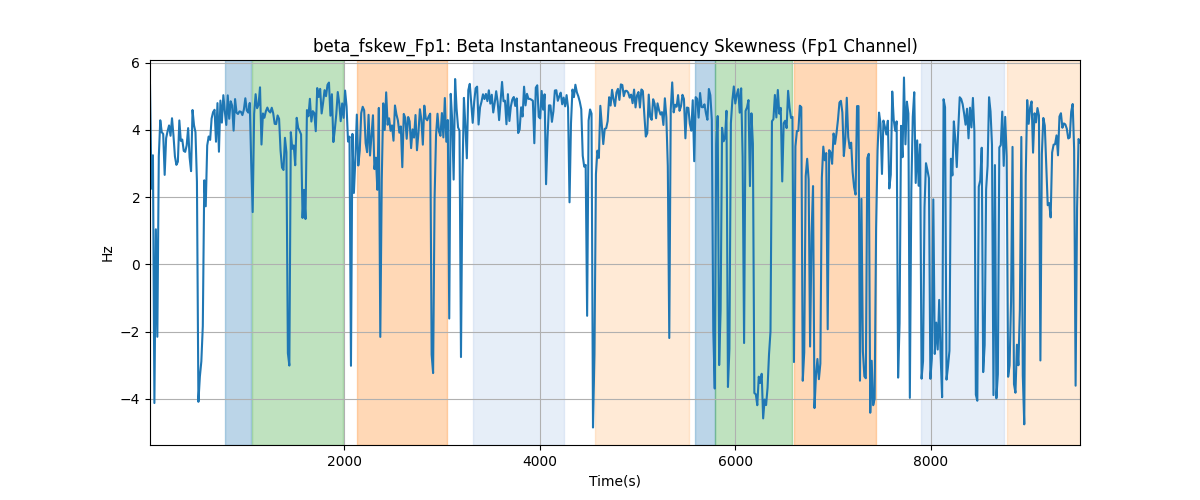 beta_fskew_Fp1: Beta Instantaneous Frequency Skewness (Fp1 Channel)
6
4
2
0
−2
−4
Hz
2000 4000 6000 8000
Time(s)